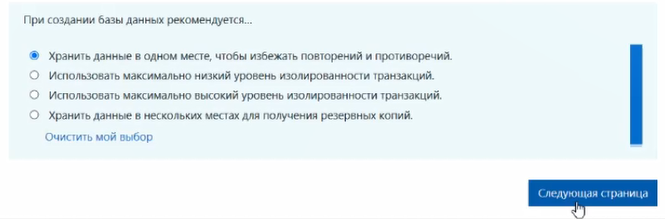 При создании базы данных рекомендуется...
Хранить данные в одном месте, чтобы избежать повторений и противоречий.
Использовать максимально низкий уровень изолированности транзакций.
Использовать максимально высокий уровень изолированности транзакций.
Хранить данные в нескольких местах для получения резервных копий.
Очистить мой выбор
Следующая страница